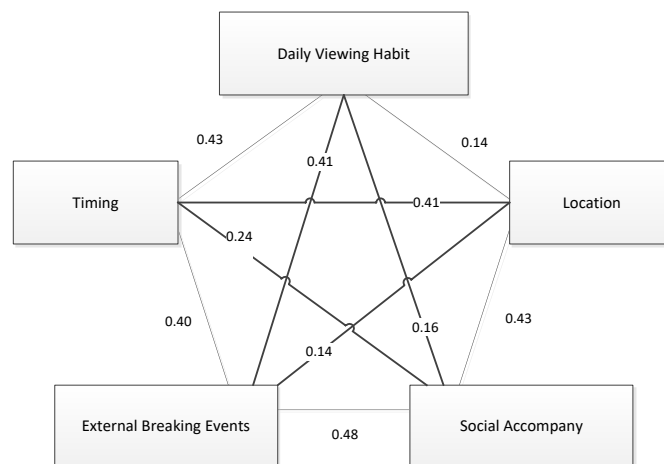 Daily Viewing Habit
0.43
0.14
0.41
Timing
0.41
Location
0.24
0.40
0.16
0.43
0.14
External Breaking Events
Social Accompany
0.48